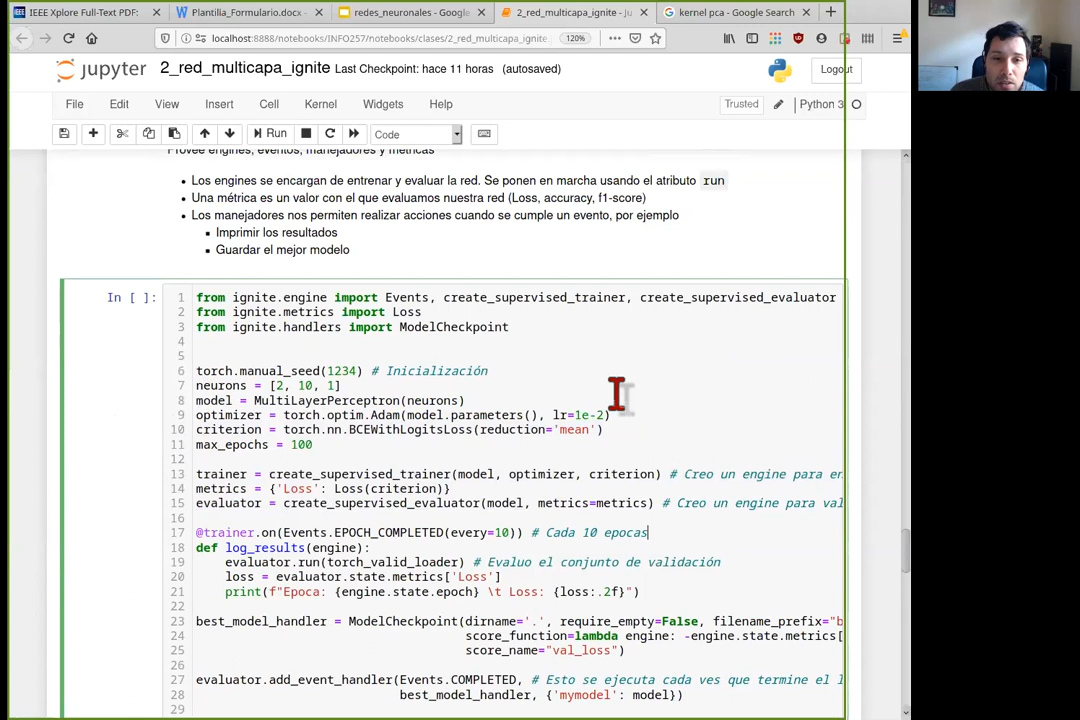 IEEE Xplore Full-Text PDF:
Plantilia_Formulario.docx -
redes_neuronales - Google
2_red_multicapa_ignite - Ju
kernel pca - Google Search
localhost:8888/notebooks/INFO257/notebooks/clases/2_red_multicapa_ignite
120%
jupyter 2_red_multicapa_ignite Last Checkpoint: hace 11 horas (autosaved)
Logout
File Edit View Insert Cell Kernel Widgets Help
Trusted
Python 3
Run
Code
Provee engines, eventos, manejadores y métricas
Los engines se encargan de entrenar y evaluar la red. Se ponen en marcha usando el atributo run
Una métrica es un valor con el que evaluamos nuestra red (Loss, accuracy, f1-score)
Los manejadores nos permiten realizar acciones cuando se cumple un evento, por ejemplo
Imprimir los resultados
Guardar el mejor modelo
In [ ]:
1 from ignite.engine import Events, create_supervised_trainer, create_supervised_evaluator
2 from ignite.metrics import Loss
3 from ignite.handlers import ModelCheckpoint
4
5
6 torch.manual_seed(1234) # Inicialización
7 neurons = [2, 10, 1]
8 model = MultiLayerPerceptron(neurons)
9 optimizer = torch.optim.Adam(model.parameters(), lr=1e-2)
10 criterion = torch.nn.BCEWithLogitsLoss(reduction='mean')
11 max_epochs = 100
12
13 trainer = create_supervised_trainer(model, optimizer, criterion) # Creo un engine para en
14 metrics = {'Loss': Loss(criterion)}
15 evaluator = create_supervised_evaluator(model, metrics=metrics) # Creo un engine para val
16
17 @trainer.on(Events.EPOCH_COMPLETED(every=10)) # Cada 10 epocas
18 def log_results(engine):
19 evaluator.run(torch_valid_loader) # Evaluo el conjunto de validación
20 loss = evaluator.state.metrics['Loss']
21 print(f"Epoca: {engine.state.epoch} \t Loss: {loss:.2f}")
22
23 best_model_handler = ModelCheckpoint(dirname='.', require_empty=False, filename_prefix="b
24 score_function=lambda engine: -engine.state.metrics[
25 score_name="val_loss")
26
27 evaluator.add_event_handler(Events.COMPLETED, # Esto se ejecuta cada ves que termine el l
28 best_model_handler, {'mymodel': model})
29